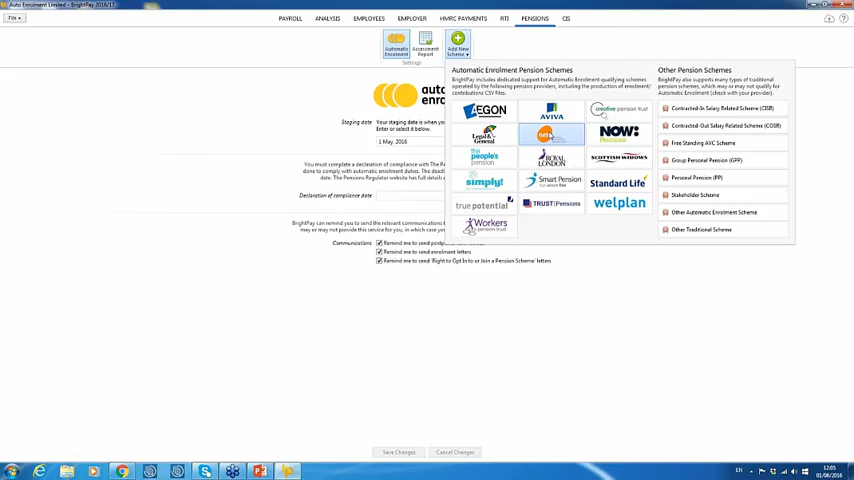 Auto Enrolment Limited - BrightPay 2016/17
File
PAYROLL ANALYSIS EMPLOYEES EMPLOYER HMRC PAYMENTS RTI PENSIONS CIS
Automatic Enrolment
Assessment Report
Add New Scheme
Settings
Automatic Enrolment Pension Schemes
BrightPay includes dedicated support for Automatic Enrolment qualifying schemes
operated by the following pension providers, including the production of enrolment/
contributions CSV files.
AEGON
AVIVA
creative pension trust
Legal & General
NOW: Pensions
the people's pension
ROYAL LONDON
SCOTTISH WIDOWS
simply!
Smart Pension
Standard Life
true potential
TRUST Pensions
welplan
Workers pension trust
Other Pension Schemes
BrightPay also supports many types of traditional
pension schemes, which may or may not qualify for
Automatic Enrolment (check with your provider).
Contracted-In Salary Related Scheme (CISR)
Contracted-Out Salary Related Scheme (COSR)
Free Standing AVC Scheme
Group Personal Pension (GPP)
Personal Pension (PP)
Stakeholder Scheme
Other Automatic Enrolment Scheme
Other Traditional Scheme
auto
enro
Staging date
Your staging date is when yo
Enter or select it below.
1 May, 2016
You must complete a declaration of compliance with The Pe
done to comply with automatic enrolment duties. The deadl
date. The Pensions Regulator website has full details
Declaration of compliance date
BrightPay can remind you to send the relevant communications t
may or may not provide this service for you, in which case you
Communications
Remind me to send
Remind me to send enrolment letters
Remind me to send 'Right to Opt In to or Join a Pension Scheme' letters
Save Changes
Cancel Changes
EN
12:05
01/06/2016